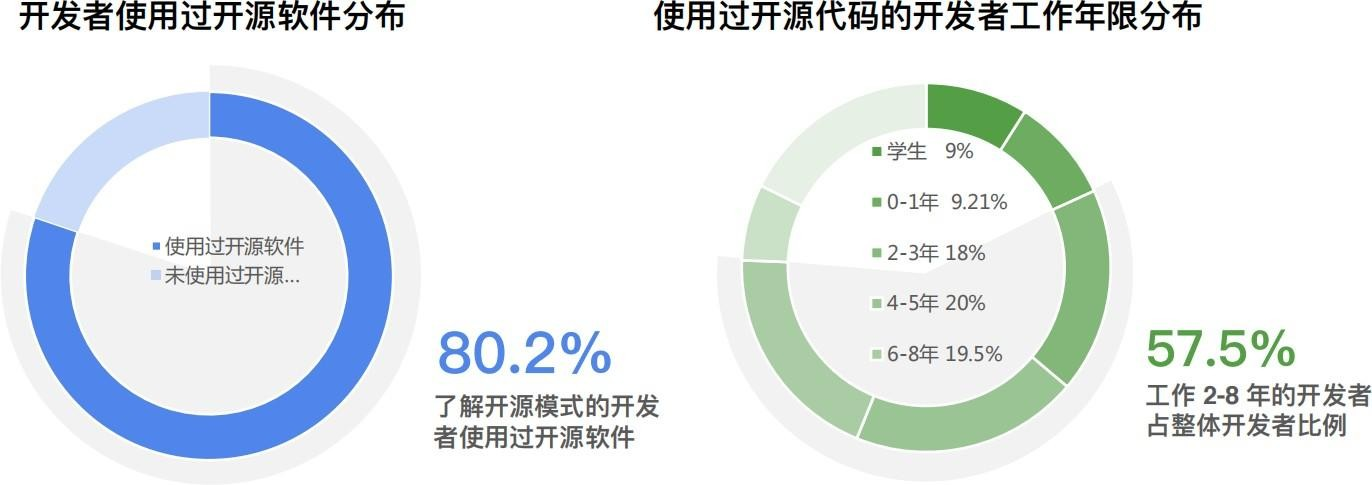 开发者使用过开源软件分布
使用过开源软件
未使用过开源...
80.2%
了解开源模式的开发
者使用过开源软件
使用过开源代码的开发者工作年限分布
学生 9%
0-1年 9.21%
2-3年 18%
4-5年 20%
6-8年 19.5%
57.5%
工作 2-8 年的开发者
占整体开发者比例